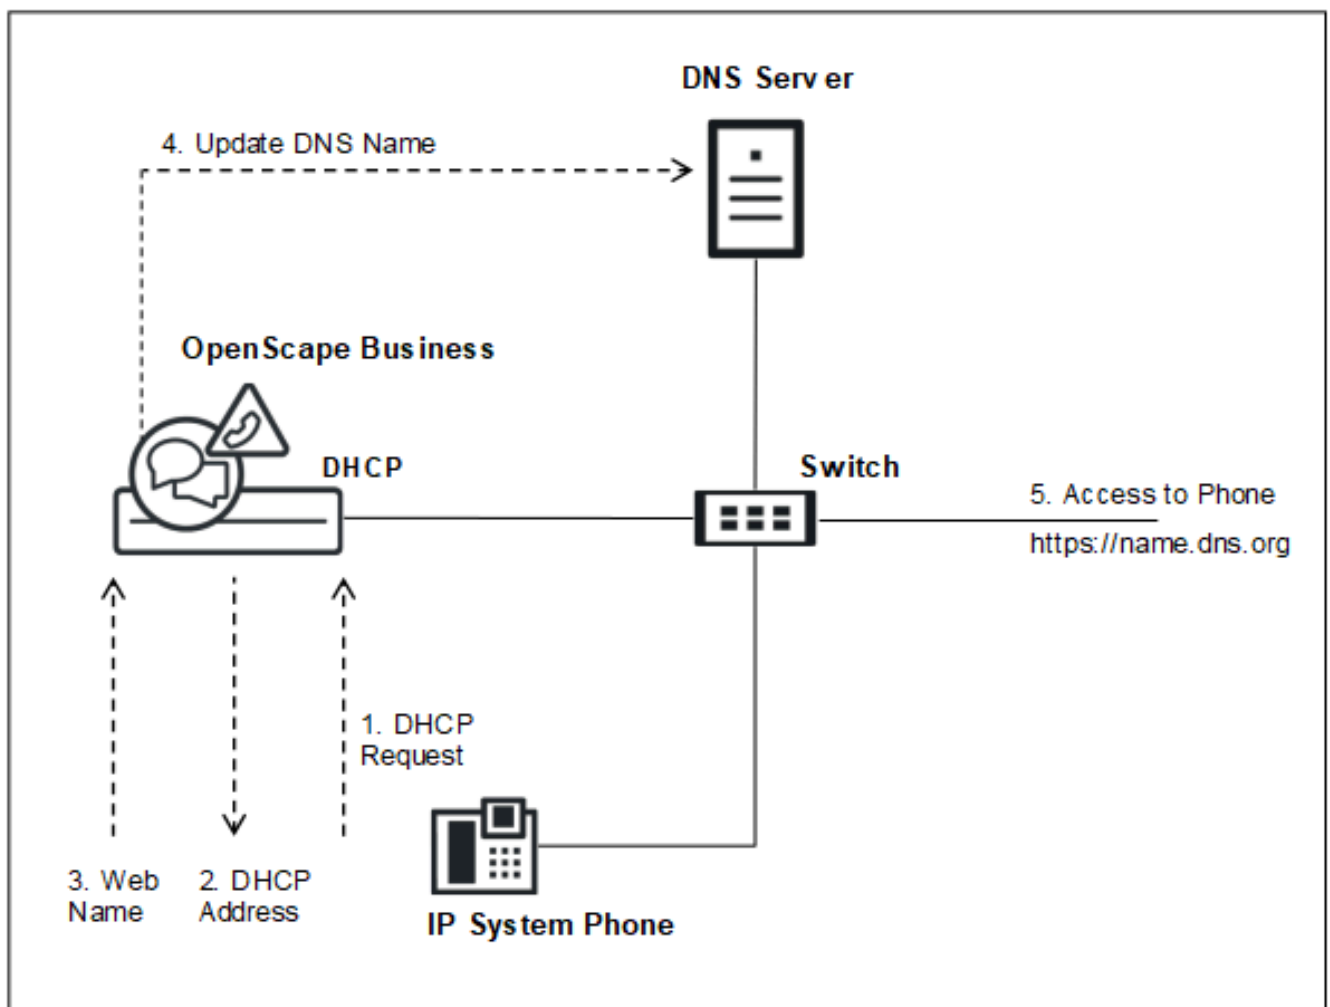 DNS Server
4. Update DNS Name
OpenScape Business
DHCP
Switch
5. Access to Phone
https://name.dns.org
1. DHCP
Request
3. Web
Name
2. DHCP
Address
IP System Phone